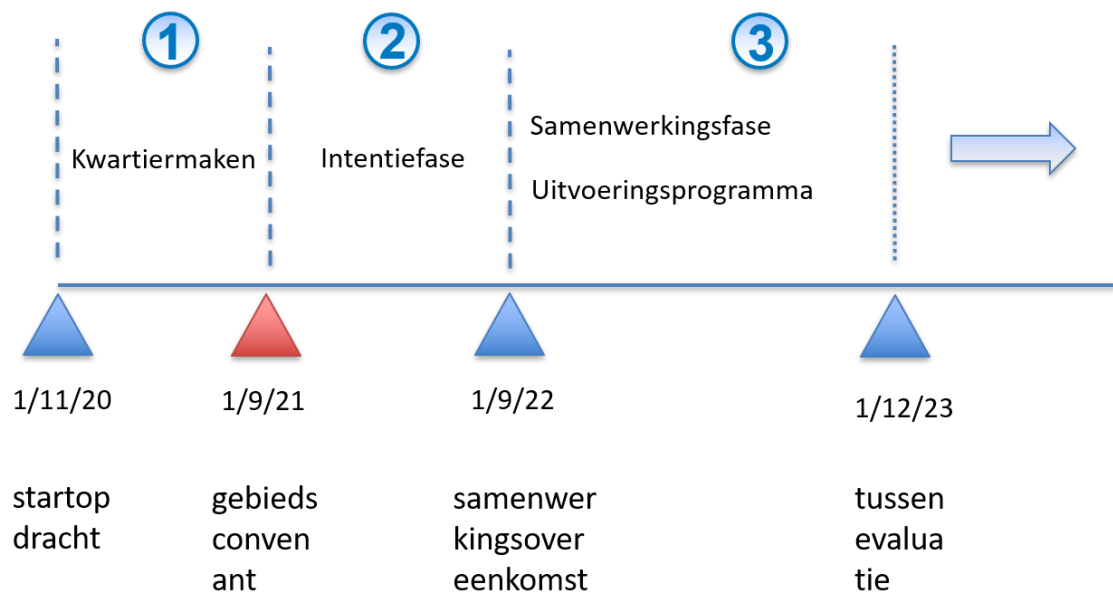 1
2
3
Kwartiermaken
Intentiefase
Samenwerkingsfase
Uitvoeringsprogramma
1/11/20
1/9/21
1/9/22
1/12/23
startop
dracht
gebieds
conven
ant
samenwer
kingsover
eenkomst
tussen
evalua
tie